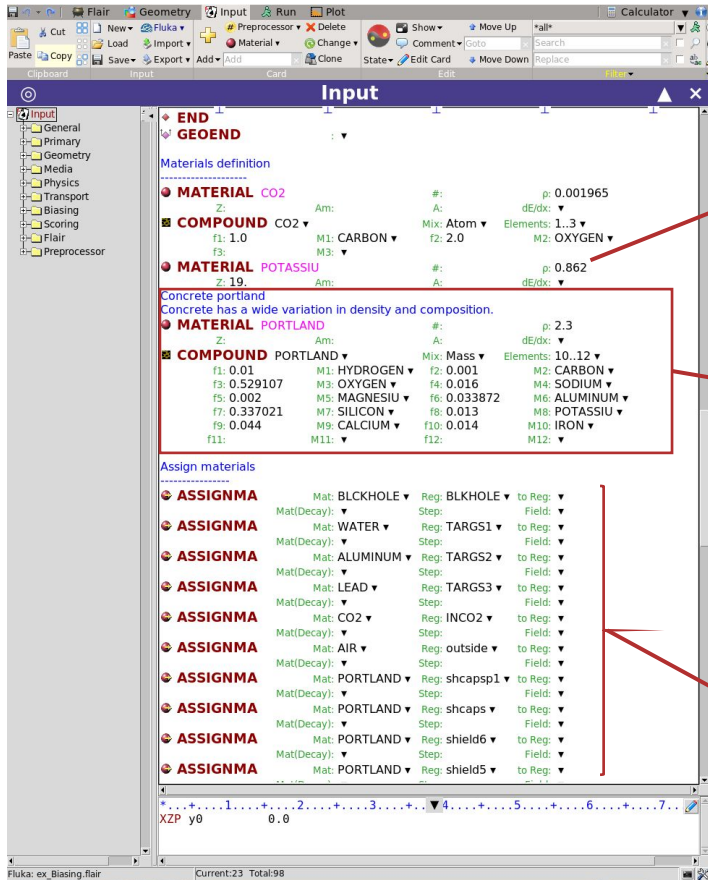 Flair Geometry Input Run Plot Calculator
Cut New Fluka Preprocessor Delete Show Move Up *all*
Load Import Material Change Comment Goto Search
Paste Copy Save Export Add Add Clone State Edit Card Move Down Replace
Clipboard Input Card Edit Filter
Input
Input
General
Primary
Geometry
Media
Physics
Transport
Biasing
Scoring
Flair
Preprocessor
END
GEOEND :
Materials definition
--------------------
MATERIAL CO2 #: ρ: 0.001965
Z: Am: A: dE/dx:
COMPOUND CO2 Mix: Atom Elements: 1..3
f1: 1.0 M1: CARBON f2: 2.0 M2: OXYGEN
f3: M3:
MATERIAL POTASSIU #: ρ: 0.862
Z: 19. Am: A: dE/dx:
Concrete portland
Concrete has a wide variation in density and composition.
MATERIAL PORTLAND #: ρ: 2.3
Z: Am: A: dE/dx:
COMPOUND PORTLAND Mix: Mass Elements: 10..12
f1: 0.01 M1: HYDROGEN f2: 0.001 M2: CARBON
f3: 0.529107 M3: OXYGEN f4: 0.016 M4: SODIUM
f5: 0.002 M5: MAGNESIU f6: 0.033872 M6: ALUMINUM
f7: 0.337021 M7: SILICON f8: 0.013 M8: POTASSIU
f9: 0.044 M9: CALCIUM f10: 0.014 M10: IRON
f11: M11: f12: M12:
Assign materials
----------------
ASSIGNMA Mat: BLCKHOLE Reg: BLKHOLE to Reg:
Mat(Decay): Step: Field:
ASSIGNMA Mat: WATER Reg: TARGS1 to Reg:
Mat(Decay): Step: Field:
ASSIGNMA Mat: ALUMINUM Reg: TARGS2 to Reg:
Mat(Decay): Step: Field:
ASSIGNMA Mat: LEAD Reg: TARGS3 to Reg:
Mat(Decay): Step: Field:
ASSIGNMA Mat: CO2 Reg: INCO2 to Reg:
Mat(Decay): Step: Field:
ASSIGNMA Mat: AIR Reg: outside to Reg:
Mat(Decay): Step: Field:
ASSIGNMA Mat: PORTLAND Reg: shcapsp1 to Reg:
Mat(Decay): Step: Field:
ASSIGNMA Mat: PORTLAND Reg: shcaps to Reg:
Mat(Decay): Step: Field:
ASSIGNMA Mat: PORTLAND Reg: shield6 to Reg:
Mat(Decay): Step: Field:
ASSIGNMA Mat: PORTLAND Reg: shield5 to Reg:
*...+....1....+....2....+....3....+..▼4....+....5....+....6....+....7..
XZP y0 0.0
Fluka: ex_Biasing.flair Current:23 Total:98